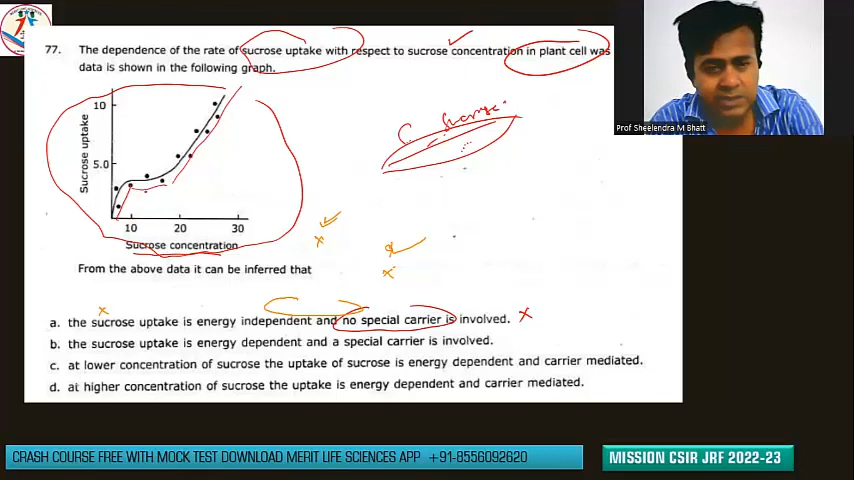 77. The dependence of the rate of sucrose uptake with respect to sucrose concentration in plant cell was
data is shown in the following graph.
10
5.0
Sucrose uptake
10 20 30
Sucrose concentration
C sucrose.
Prof Sheelendra M Bhatt
From the above data it can be inferred that
a. the sucrose uptake is energy independent and no special carrier is involved.
b. the sucrose uptake is energy dependent and a special carrier is involved.
c. at lower concentration of sucrose the uptake of sucrose is energy dependent and carrier mediated.
d. at higher concentration of sucrose the uptake is energy dependent and carrier mediated.
CRASH COURSE FREE WITH MOCK TEST DOWNLOAD MERIT LIFE SCIENCES APP +91-8556092620
MISSION CSIR JRF 2022-23